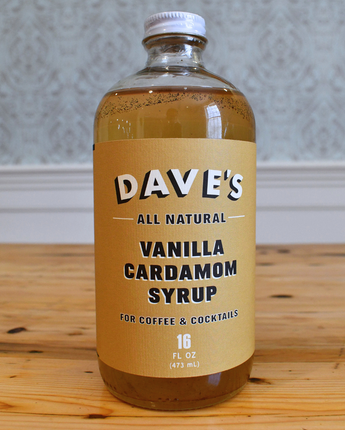 DAVE'S
ALL NATURAL
VANILLA
CARDAMOM
SYRUP
FOR COFFEE & COCKTAILS
16
FL OZ
(473 mL)